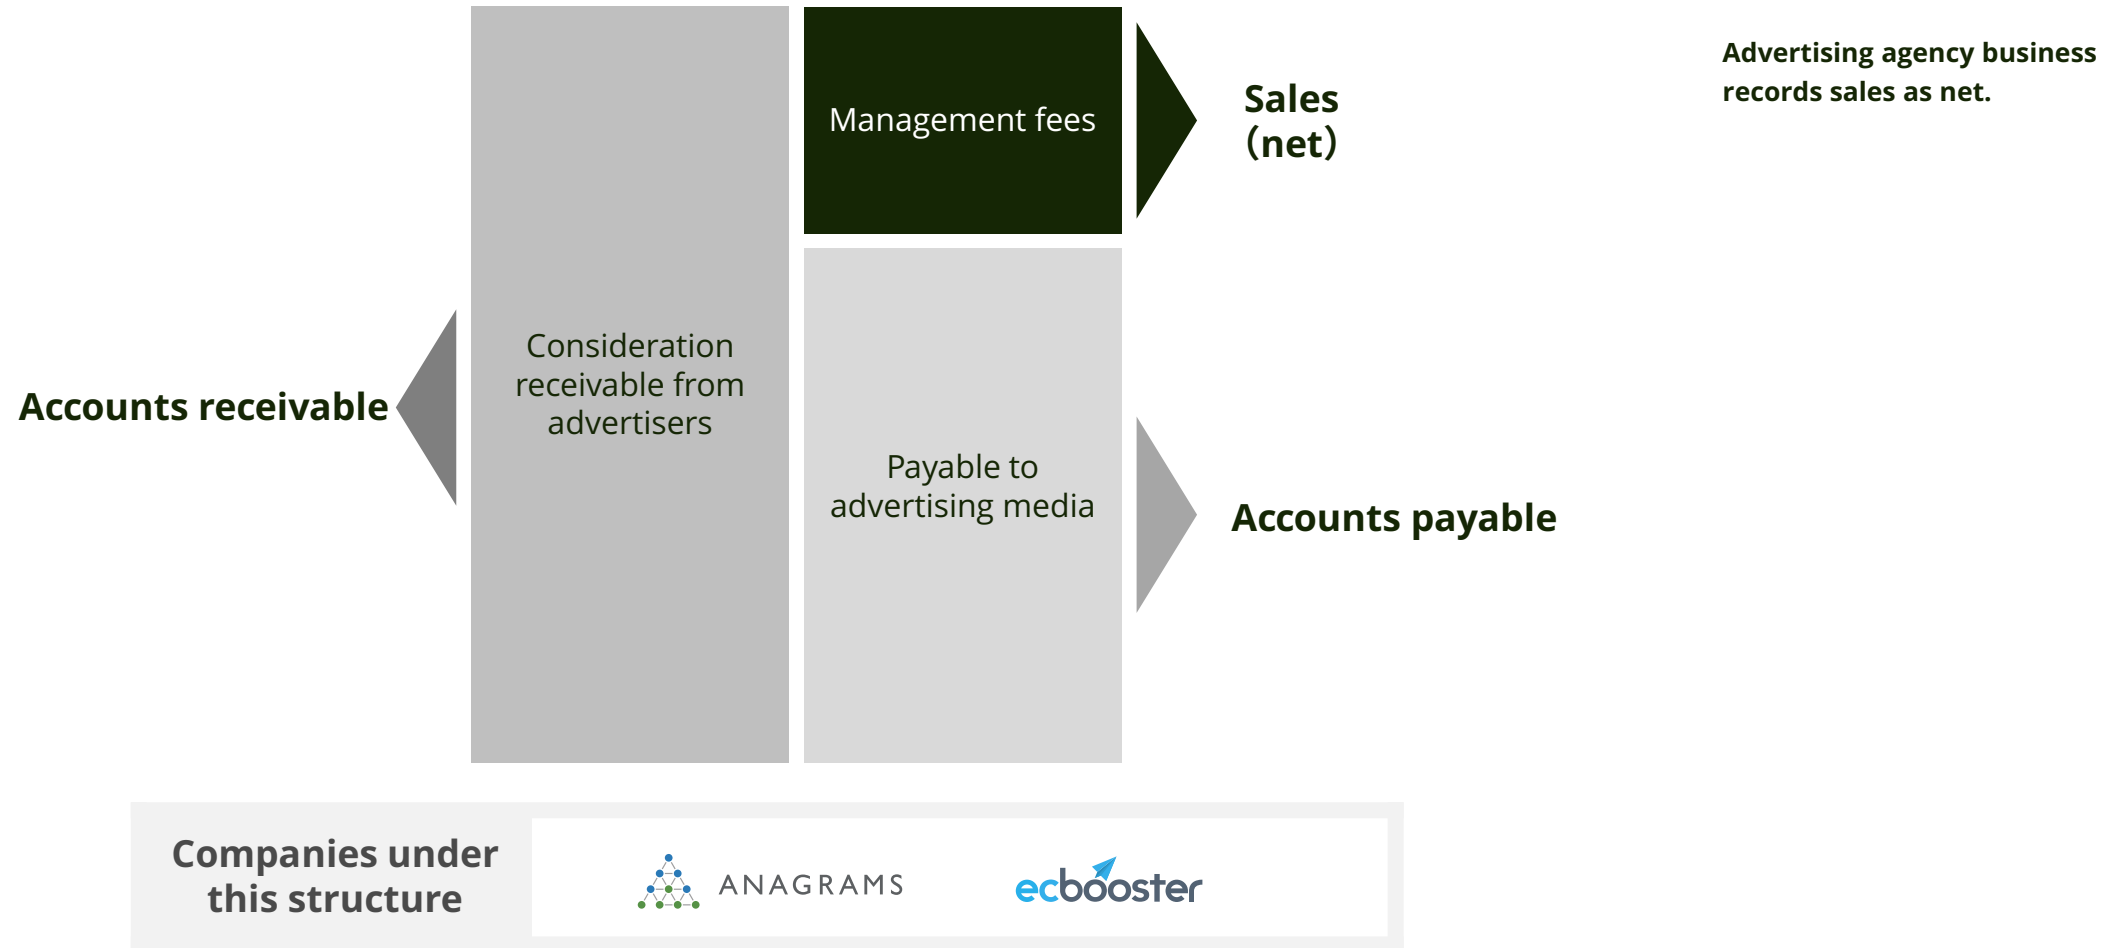 Management fees
Sales
(net)
Advertising agency business
records sales as net.
Accounts receivable
Consideration
receivable from
advertisers
Payable to
advertising media
Accounts payable
Companies under
this structure
ANAGRAMS
ecbooster